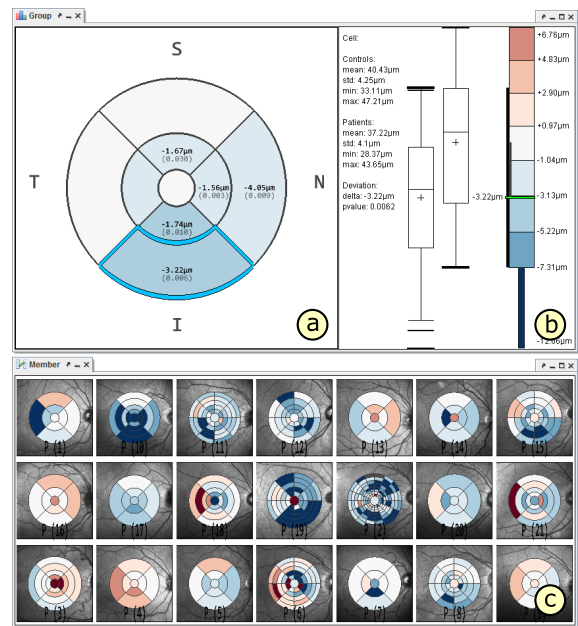 Group
S
T
N
I
-1.67µm
(0.030)
-1.56µm
(0.003)
-4.05µm
(0.009)
-1.74µm
(0.010)
-3.22µm
(0.006)
a
Cell:
Controls:
mean: 40.43µm
std: 4.25µm
min: 33.11µm
max: 47.21µm
Patients:
mean: 37.22µm
std: 4.1µm
min: 28.37µm
max: 43.65µm
Deviation:
delta: -3.22µm
pvalue: 0.0062
-3.22µm
+6.76µm
+4.83µm
+2.90µm
+0.97µm
-1.04µm
-3.13µm
-5.22µm
-7.31µm
b
Member
P (1)
P (10)
P (11)
P (12)
P (13)
P (14)
P (15)
P (16)
P (17)
P (18)
P (19)
P (2)
P (20)
P (21)
P (3)
P (4)
P (5)
P (6)
P (7)
P (8)
c